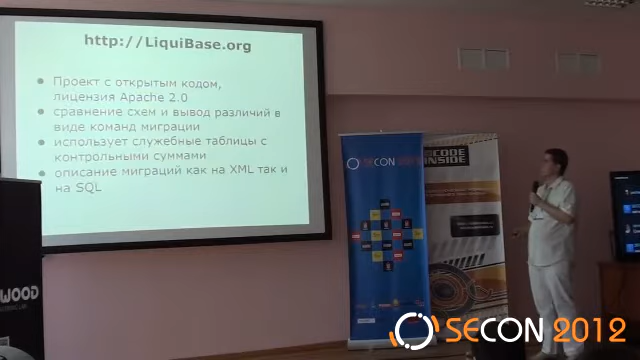 http://LiquiBase.org
Проект с открытым кодом,
лицензия Apache 2.0
сравнение схем и вывод различий в
виде команд миграции
использует служебные таблицы с
контрольными суммами
описание миграций как на XML так и
на SQL
SECON 2012
CODE
INSIDE
WOOD
SECON 2012